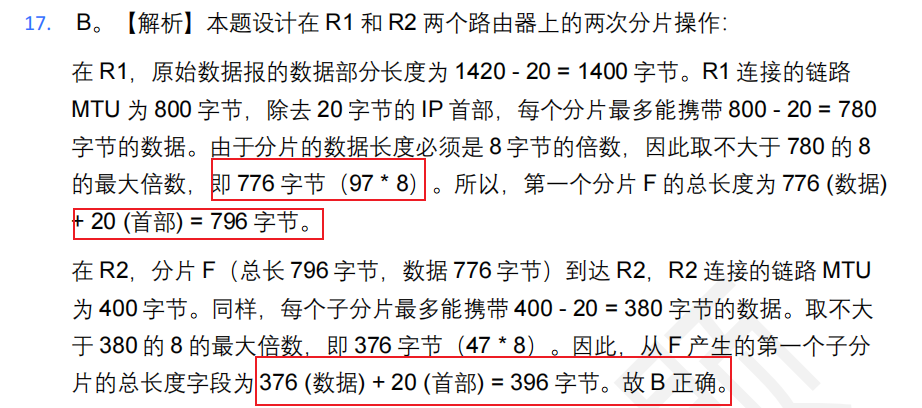 17. B。【解析】本题设计在 R1 和 R2 两个路由器上的两次分片操作：
在 R1，原始数据报的数据部分长度为 1420 - 20 = 1400 字节。R1 连接的链路
MTU 为 800 字节，除去 20 字节的 IP 首部，每个分片最多能携带 800 - 20 = 780
字节的数据。由于分片的数据长度必须是 8 字节的倍数，因此取不大于 780 的 8
的最大倍数，即 776 字节（97 * 8）。所以，第一个分片 F 的总长度为 776 (数据)
+ 20 (首部) = 796 字节。
在 R2，分片 F（总长 796 字节，数据 776 字节）到达 R2，R2 连接的链路 MTU
为 400 字节。同样，每个子分片最多能携带 400 - 20 = 380 字节的数据。取不大
于 380 的 8 的最大倍数，即 376 字节（47 * 8）。因此，从 F 产生的第一个子分
片的总长度字段为 376 (数据) + 20 (首部) = 396 字节。故 B 正确。